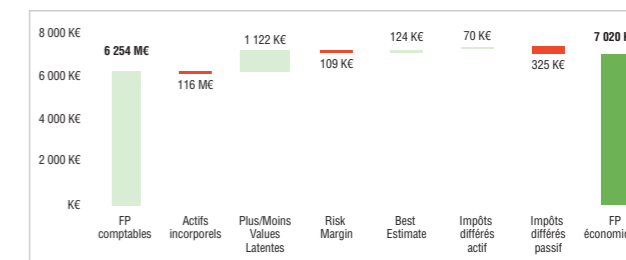 8 000 K€
6 000 K€
4 000 K€
2 000 K€
K€
6 254 M€
116 M€
1 122 K€
109 K€
124 K€
70 K€
325 K€
7 020
FP
comptables
Actifs
incorporels
Plus/Moins
Values
Latentes
Risk
Margin
Best
Estimate
Impôts
différés
actif
Impôts
différés
passif
FP